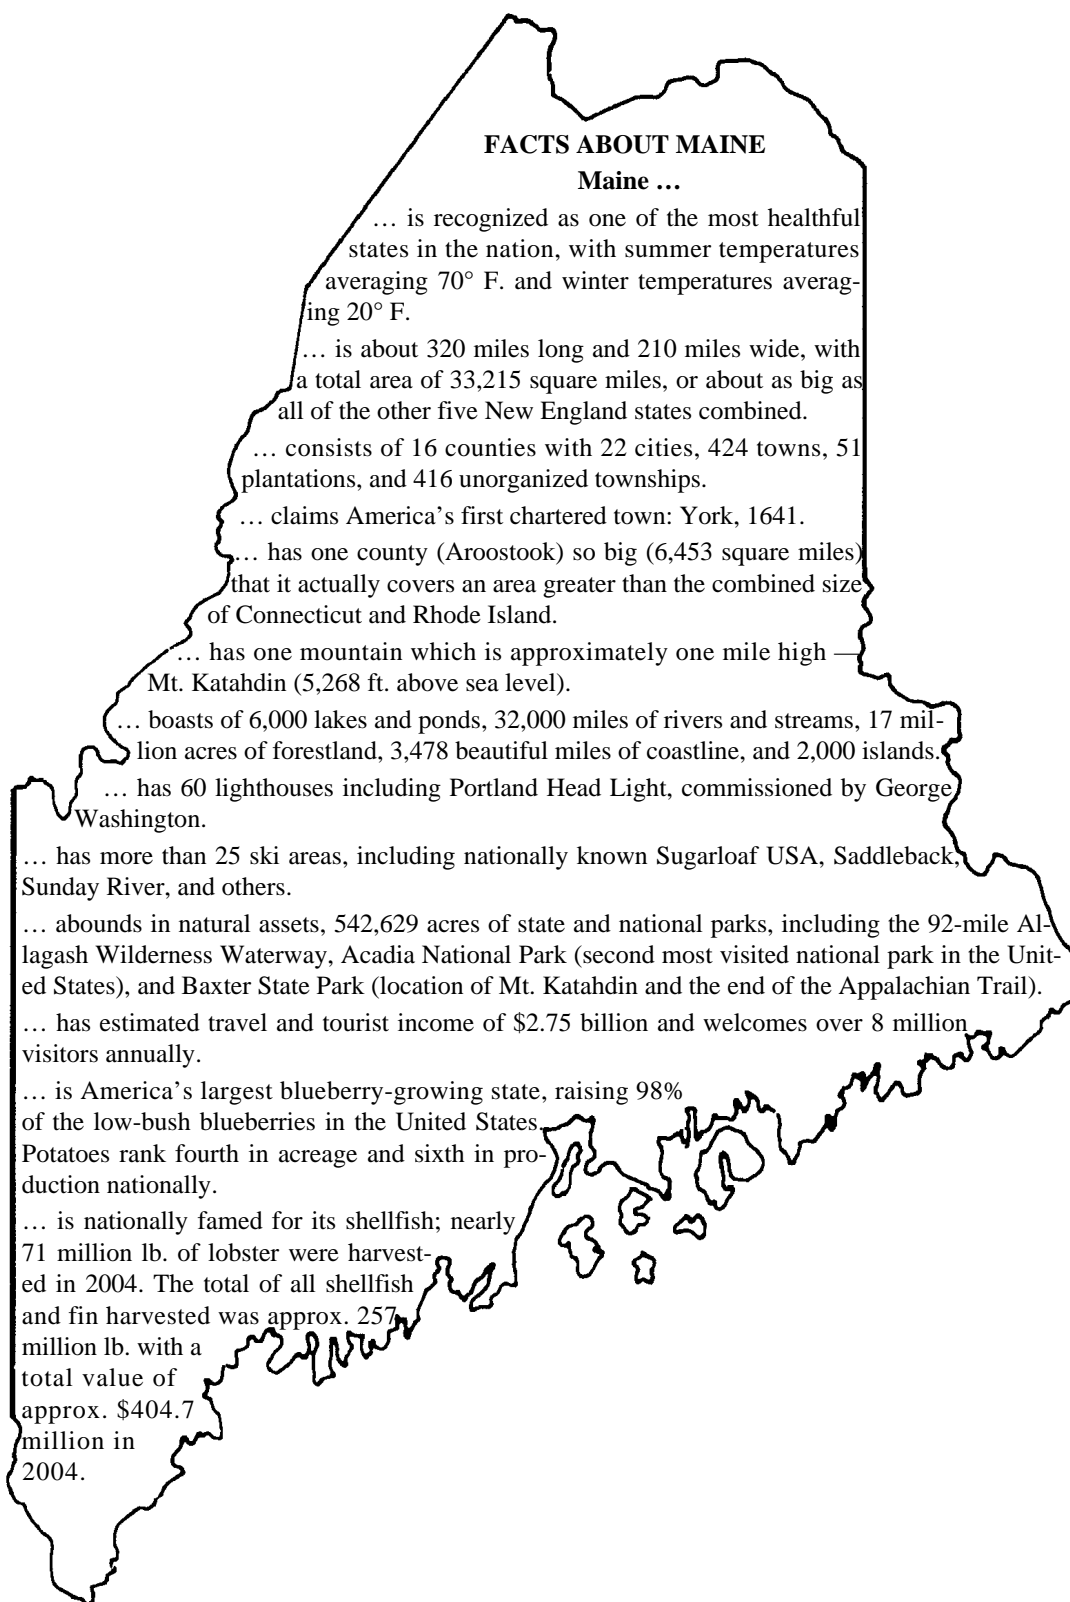 FACTS ABOUT MAINE
Maine …
… is recognized as one of the most healthful
states in the nation, with summer temperatures
averaging 70° F. and winter temperatures averag-
ing 20° F.
… is about 320 miles long and 210 miles wide, with
a total area of 33,215 square miles, or about as big as
all of the other five New England states combined.
… consists of 16 counties with 22 cities, 424 towns, 51
plantations, and 416 unorganized townships.
… claims America’s first chartered town: York, 1641.
… has one county (Aroostook) so big (6,453 square miles)
that it actually covers an area greater than the combined size
of Connecticut and Rhode Island.
… has one mountain which is approximately one mile high —
Mt. Katahdin (5,268 ft. above sea level).
… boasts of 6,000 lakes and ponds, 32,000 miles of rivers and streams, 17 mil-
lion acres of forestland, 3,478 beautiful miles of coastline, and 2,000 islands.
… has 60 lighthouses including Portland Head Light, commissioned by George
Washington.
… has more than 25 ski areas, including nationally known Sugarloaf USA, Saddleback,
Sunday River, and others.
… abounds in natural assets, 542,629 acres of state and national parks, including the 92-mile Al-
lagash Wilderness Waterway, Acadia National Park (second most visited national park in the Unit-
ed States), and Baxter State Park (location of Mt. Katahdin and the end of the Appalachian Trail).
… has estimated travel and tourist income of $2.75 billion and welcomes over 8 million
visitors annually.
… is America’s largest blueberry-growing state, raising 98%
of the low-bush blueberries in the United States.
Potatoes rank fourth in acreage and sixth in pro-
duction nationally.
… is nationally famed for its shellfish; nearly
71 million lb. of lobster were harvest-
ed in 2004. The total of all shellfish
and fin harvested was approx. 257
million lb. with a
total value of
approx. $404.7
million in
2004.